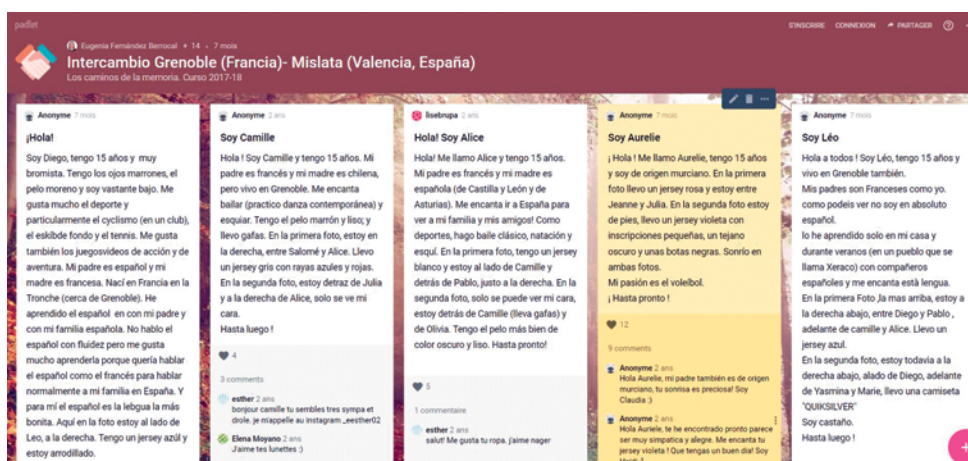 padlet
S'INSCRIRE CONNEXION PARTAGER
Eugenia Fernández Berrocal + 14 · 7 mois
Intercambio Grenoble (Francia)- Mislata (Valencia, España)
Los caminos de la memoria. Curso 2017-18
Anonyme 7 mois
¡Hola!
Soy Diego, tengo 15 años y muy
bromista. Tengo los ojos marrones, el
pelo moreno y soy vastante bajo. Me
gusta mucho el deporte y
particularmente el cyclismo (en un club),
el eskíbde fondo y el tennis. Me gusta
también los juegosvideos de acción y de
aventura. Mi padre es español y mi
madre es francesa. Nací en Francia en la
Tronche (cerca de Grenoble). He
aprendido el español en con mi padre y
con mi familia española. No hablo el
español con fluidez pero me gusta
mucho aprenderla porque quería hablar
el español como el francés para hablar
normalmente a mi familia en España. Y
para mí el español es la lebgua la más
bonita. Aquí en la foto estoy al lado de
Leo, a la derecha. Tengo un jersey azúl y
estoy arrodillado.
Anonyme 2 ans
Soy Camille
Hola ! Soy Camille y tengo 15 años. Mi
padre es francés y mi madre es chilena,
pero vivo en Grenoble. Me encanta
bailar (practico danza contemporánea) y
esquiar. Tengo el pelo marrón y liso; y
llevo gafas. En la primera foto, estoy en
la derecha, entre Salomé y Alice. Llevo
un jersey gris con rayas azules y rojas.
En la segunda foto, estoy detraz de Julia
y a la derecha de Alice, solo se ve mi
cara.
Hasta luego !
4
3 comments
esther 2 ans
bonjour camille tu sembles tres sympa et
drole. je m'appelle au instagram _eesther02
Elena Moyano 2 ans
J'aime tes lunettes :)
lisebrupa 2 ans
Hola! Soy Alice
Hola! Me llamo Alice y tengo 15 años.
Mi padre es francés y mi madre es
española (de Castilla y León y de
Asturias). Me encanta ir a España para
ver a mi familia y mis amigos! Como
deportes, hago baile clásico, natación y
esquí. En la primera foto, tengo un jersey
blanco y estoy al lado de Camille y
detrás de Pablo, justo a la derecha. En la
segunda foto, solo se puede ver mi cara,
estoy detrás de Camille (lleva gafas) y
de Olivia. Tengo el pelo más bien de
color oscuro y liso. Hasta pronto!
5
1 commentaire
esther 2 ans
salut! Me gusta tu ropa. j'aime nager
Anonyme 7 mois
Soy Aurelie
¡ Hola ! Me llamo Aurelie, tengo 15 años
y soy de origen murciano. En la primera
foto llevo un jersey rosa y estoy entre
Jeanne y Julia. En la segunda foto estoy
de pies, llevo un jersey violeta con
inscripciones pequeñas, un tejano
oscuro y unas botas negras. Sonrío en
ambas fotos.
Mi pasión es el voleíbol.
¡ Hasta pronto !
12
9 comments
Anonyme 2 ans
Hola Aurelie, mi padre también es de origen
murciano, tu sonrisa es preciosa! Soy
Claudia :)
Anonyme 2 ans
Hola Auriele, te he encontrado pronto parece
ser muy simpatica y alegre. Me encanta tu
jersey violeta ! Que tengas un buen dia! Soy
Anonyme 7 mois
Soy Léo
Hola a todos ! Soy Léo, tengo 15 años y
vivo en Grenoble también.
Mis padres son Franceses como yo.
como podeis ver no soy en absoluto
español.
lo he aprendido solo en mi casa y
durante veranos (en un pueblo que se
llama Xeraco) con compañeros
españoles y me encanta està lengua.
En la primera Foto ,la mas arriba, estoy a
la derecha abajo, entre Diego y Pablo ,
adelante de camille y Alice. Llevo un
jersey azul.
En la segunda foto, estoy todavia a la
derecha abajo, alado de Diego, adelante
de Yasmina y Marie, llevo una camiseta
"QUIKSILVER"
Soy castaño.
Hasta luego !